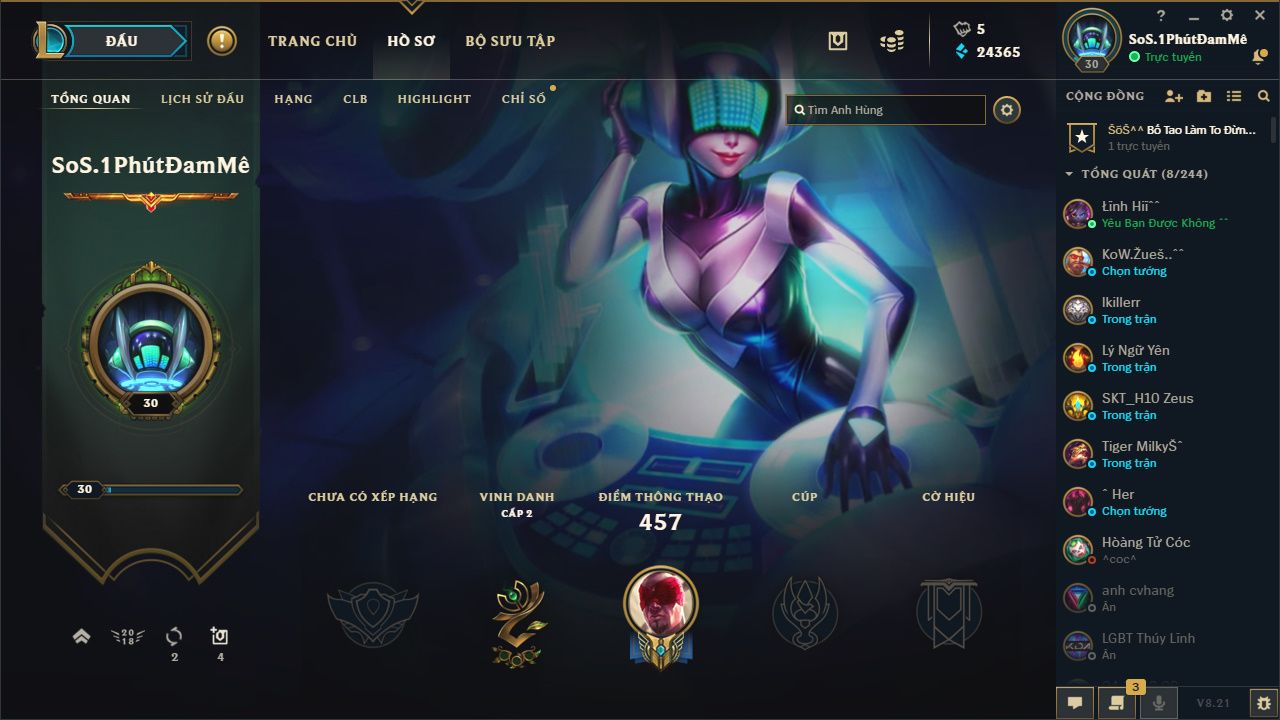 ĐẤU
TRANG CHỦ
HỒ SƠ
BỘ SƯU TẬP
5
24365
30
SoS.1PhútĐamMê
Trực tuyến
TỔNG QUAN
LỊCH SỬ ĐẤU
HẠNG
CLB
HIGHLIGHT
CHỈ SỐ
Tìm Anh Hùng
CỘNG ĐỒNG
SöŠ^^ Bố Tao Làm To Đừn...
1 trực tuyến
TỔNG QUÁT (8/244)
SoS.1PhútĐamMê
30
30
CHƯA CÓ XẾP HẠNG
VINH DANH
CẤP 2
ĐIỂM THÔNG THẠO
457
CÚP
CỜ HIỆU
2018
2
4
Yêu Bạn Được Không ^^
KoW.Žueš..^^
Chọn tướng
lkillerr
Trong trận
Lý Ngữ Yên
Trong trận
SKT_H10 Zeus
Trong trận
Tiger MilkyŠ^
Trong trận
^ Her
Chọn tướng
Hòàng Tử Cóc
^coc^
anh cvhang
Ẩn
LGBT Thúy Linh
Ẩn
3
V8.21